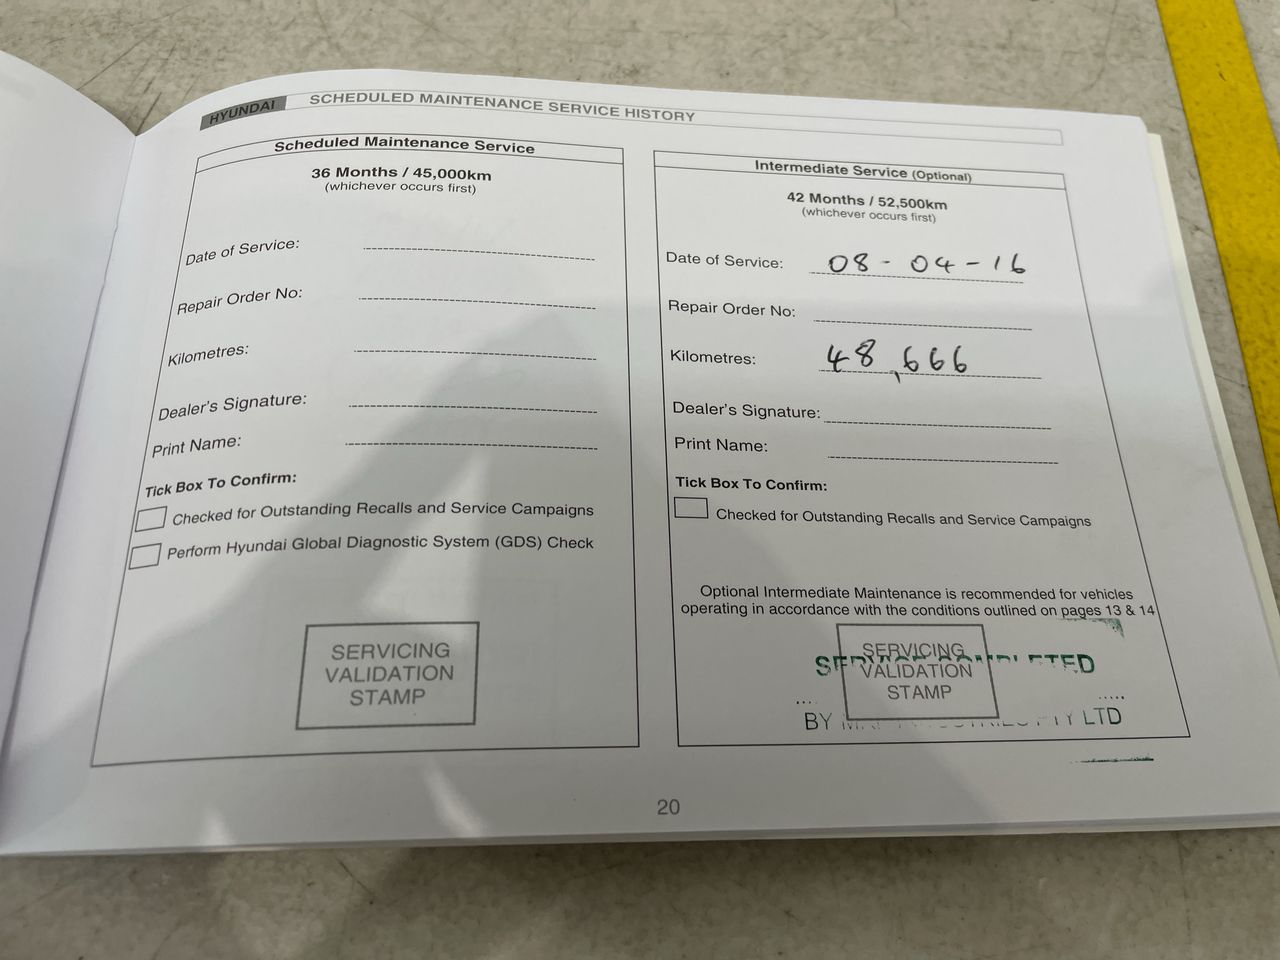 HYUNDAI SCHEDULED MAINTENANCE SERVICE HISTORY
Scheduled Maintenance Service
36 Months / 45,000km
(whichever occurs first)
Date of Service:
Repair Order No:
Kilometres:
Dealer's Signature:
Print Name:
Tick Box To Confirm:
Checked for Outstanding Recalls and Service Campaigns
Perform Hyundai Global Diagnostic System (GDS) Check
SERVICING
VALIDATION
STAMP
Intermediate Service (Optional)
42 Months / 52,500km
(whichever occurs first)
Date of Service: 08 - 04 - 16
Repair Order No:
Kilometres: 48,666
Dealer's Signature:
Print Name:
Tick Box To Confirm:
Checked for Outstanding Recalls and Service Campaigns
Optional Intermediate Maintenance is recommended for vehicles
operating in accordance with the conditions outlined on pages 13 & 14
SERVICING
VALIDATION
STAMP
SERVICE COMPLETED
BY PTY LTD
20